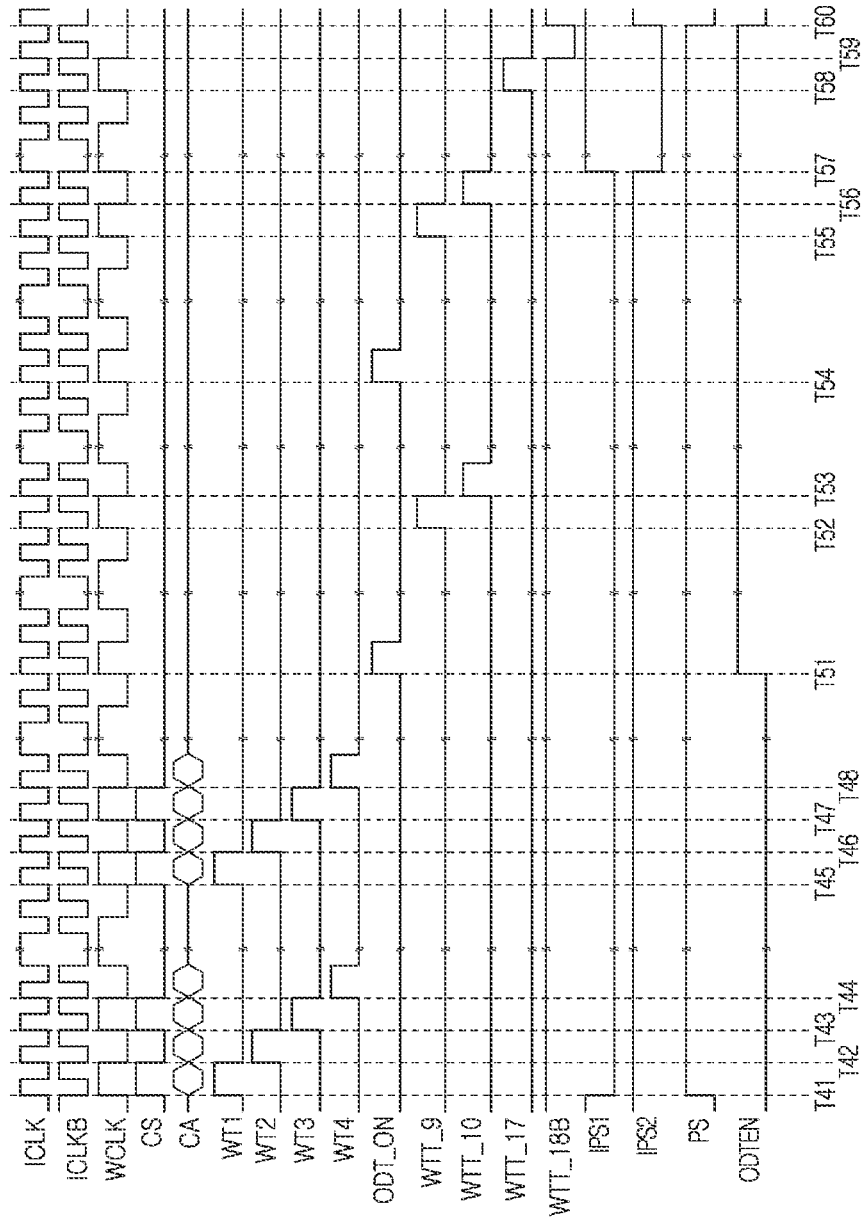 ICLK
ICLKB
WCLK
CS
CA
WT1
WT2
WT3
WT4
ODT_ON
WTT_9
WTT_10
WTT_17
WTT_18B
IPS1
IPS2
PS
ODTEN
T41
T42
T43
T44
T45
T46
T47
T48
T51
T52
T53
T54
T55
T56
T57
T58
T59
T60